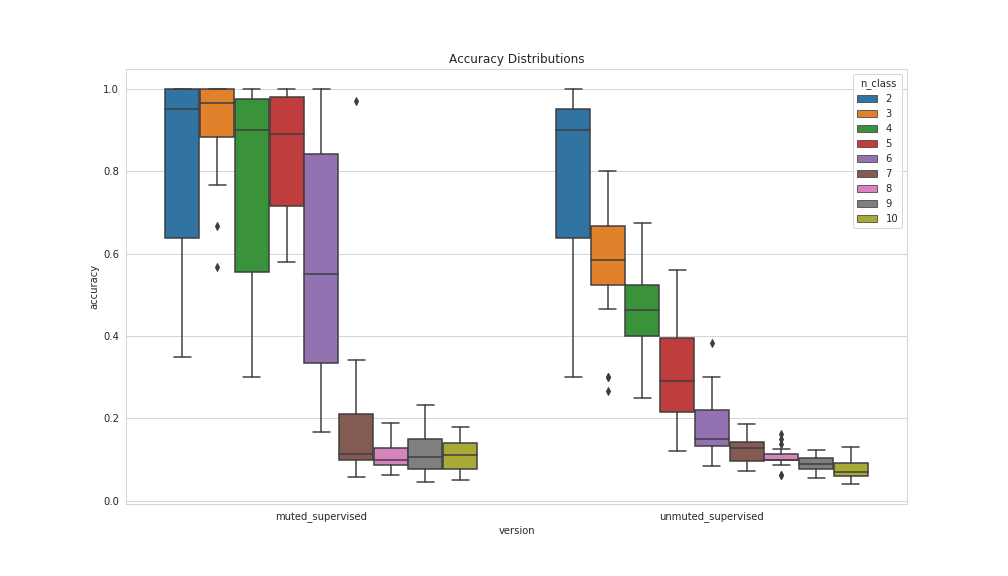 Accuracy Distributions
n_class
2
3
4
5
6
7
8
9
10
accuracy
1.0
0.8
0.6
0.4
0.2
0.0
muted_supervised
unmuted_supervised
version